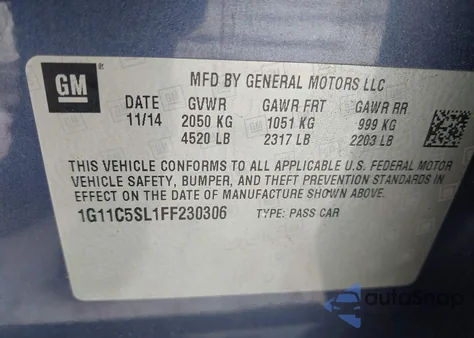 GM
MFD BY GENERAL MOTORS LLC
DATE GVWR GAWR FRT GAWR RR
11/14 2050 KG 1051 KG 999 KG
4520 LB 2317 LB 2203 LB
THIS VEHICLE CONFORMS TO ALL APPLICABLE U.S. FEDERAL MOTOR
VEHICLE SAFETY, BUMPER, AND THEFT PREVENTION STANDARDS IN
EFFECT ON THE DATE OF MANUFACTURE SHOWN ABOVE.
1G11C5SL1FF230306 TYPE: PASS CAR
autoSnap